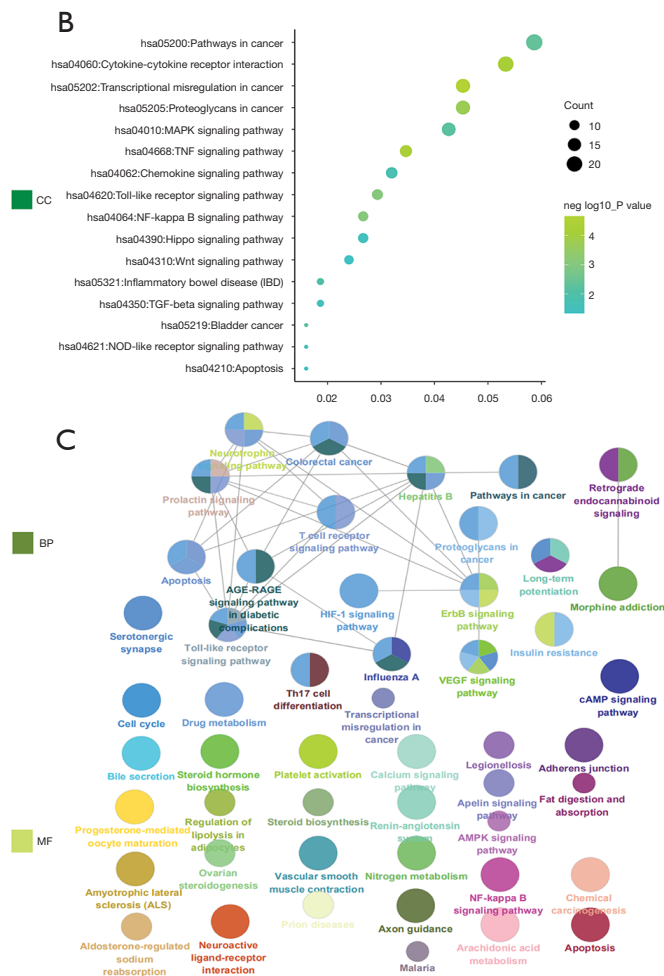 B
hsa05200:Pathways in cancer
hsa04060:Cytokine-cytokine receptor interaction
hsa05202:Transcriptional misregulation in cancer
hsa05205:Proteoglycans in cancer
hsa04010:MAPK signaling pathway
hsa04668:TNF signaling pathway
hsa04062:Chemokine signaling pathway
hsa04620:Toll-like receptor signaling pathway
hsa04064:NF-kappa B signaling pathway
hsa04390:Hippo signaling pathway
hsa04310:Wnt signaling pathway
hsa05321:Inflammatory bowel disease (IBD)
hsa04350:TGF-beta signaling pathway
hsa05219:Bladder cancer
hsa04621:NOD-like receptor signaling pathway
hsa04210:Apoptosis
0.02
0.03
0.04
0.05
0.06
Count
10
15
20
neg log10_P value
4
3
2
CC
BP
MF
C
Neurotrophin
signaling pathway
Colorectal cancer
Prolactin signaling
pathway
Hepatitis B
Pathways in cancer
Retrograde
endocannabinoid
signaling
T cell receptor
signaling pathway
Proteoglycans in
cancer
Apoptosis
AGE-RAGE
signaling pathway
in diabetic
complications
HIF-1 signaling
pathway
ErbB signaling
pathway
Long-term
potentiation
Morphine addiction
Serotonergic
synapse
Toll-like receptor
signaling pathway
Influenza A
VEGF signaling
pathway
Insulin resistance
cAMP signaling
pathway
Th17 cell
differentiation
Transcriptional
misregulation in
cancer
Cell cycle
Drug metabolism
Bile secretion
Steroid hormone
biosynthesis
Platelet activation
Calcium signaling
pathway
Legionellosis
Adherens junction
Apelin signaling
pathway
Fat digestion and
absorption
Progesterone-mediated
oocyte maturation
Regulation of
lipolysis in
adipocytes
Steroid biosynthesis
Renin-angiotensin
system
AMPK signaling
pathway
Amyotrophic lateral
sclerosis (ALS)
Ovarian
steroidogenesis
Vascular smooth
muscle contraction
Nitrogen metabolism
NF-kappa B
signaling pathway
Chemical
carcinogenesis
Aldosterone-regulated
sodium
reabsorption
Neuroactive
ligand-receptor
interaction
Prion diseases
Axon guidance
Malaria
Arachidonic acid
metabolism
Apoptosis